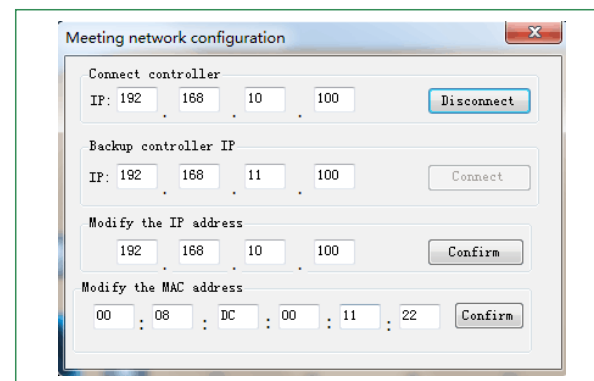 Meeting network configuration
Connect controller
IP: 192 . 168 . 10 . 100 Disconnect
Backup controller IP
IP: 192 . 168 . 11 . 100 Connect
Modify the IP address
192 . 168 . 10 . 100 Confirm
Modify the MAC address
00 : 08 : DC : 00 : 11 : 22 Confirm